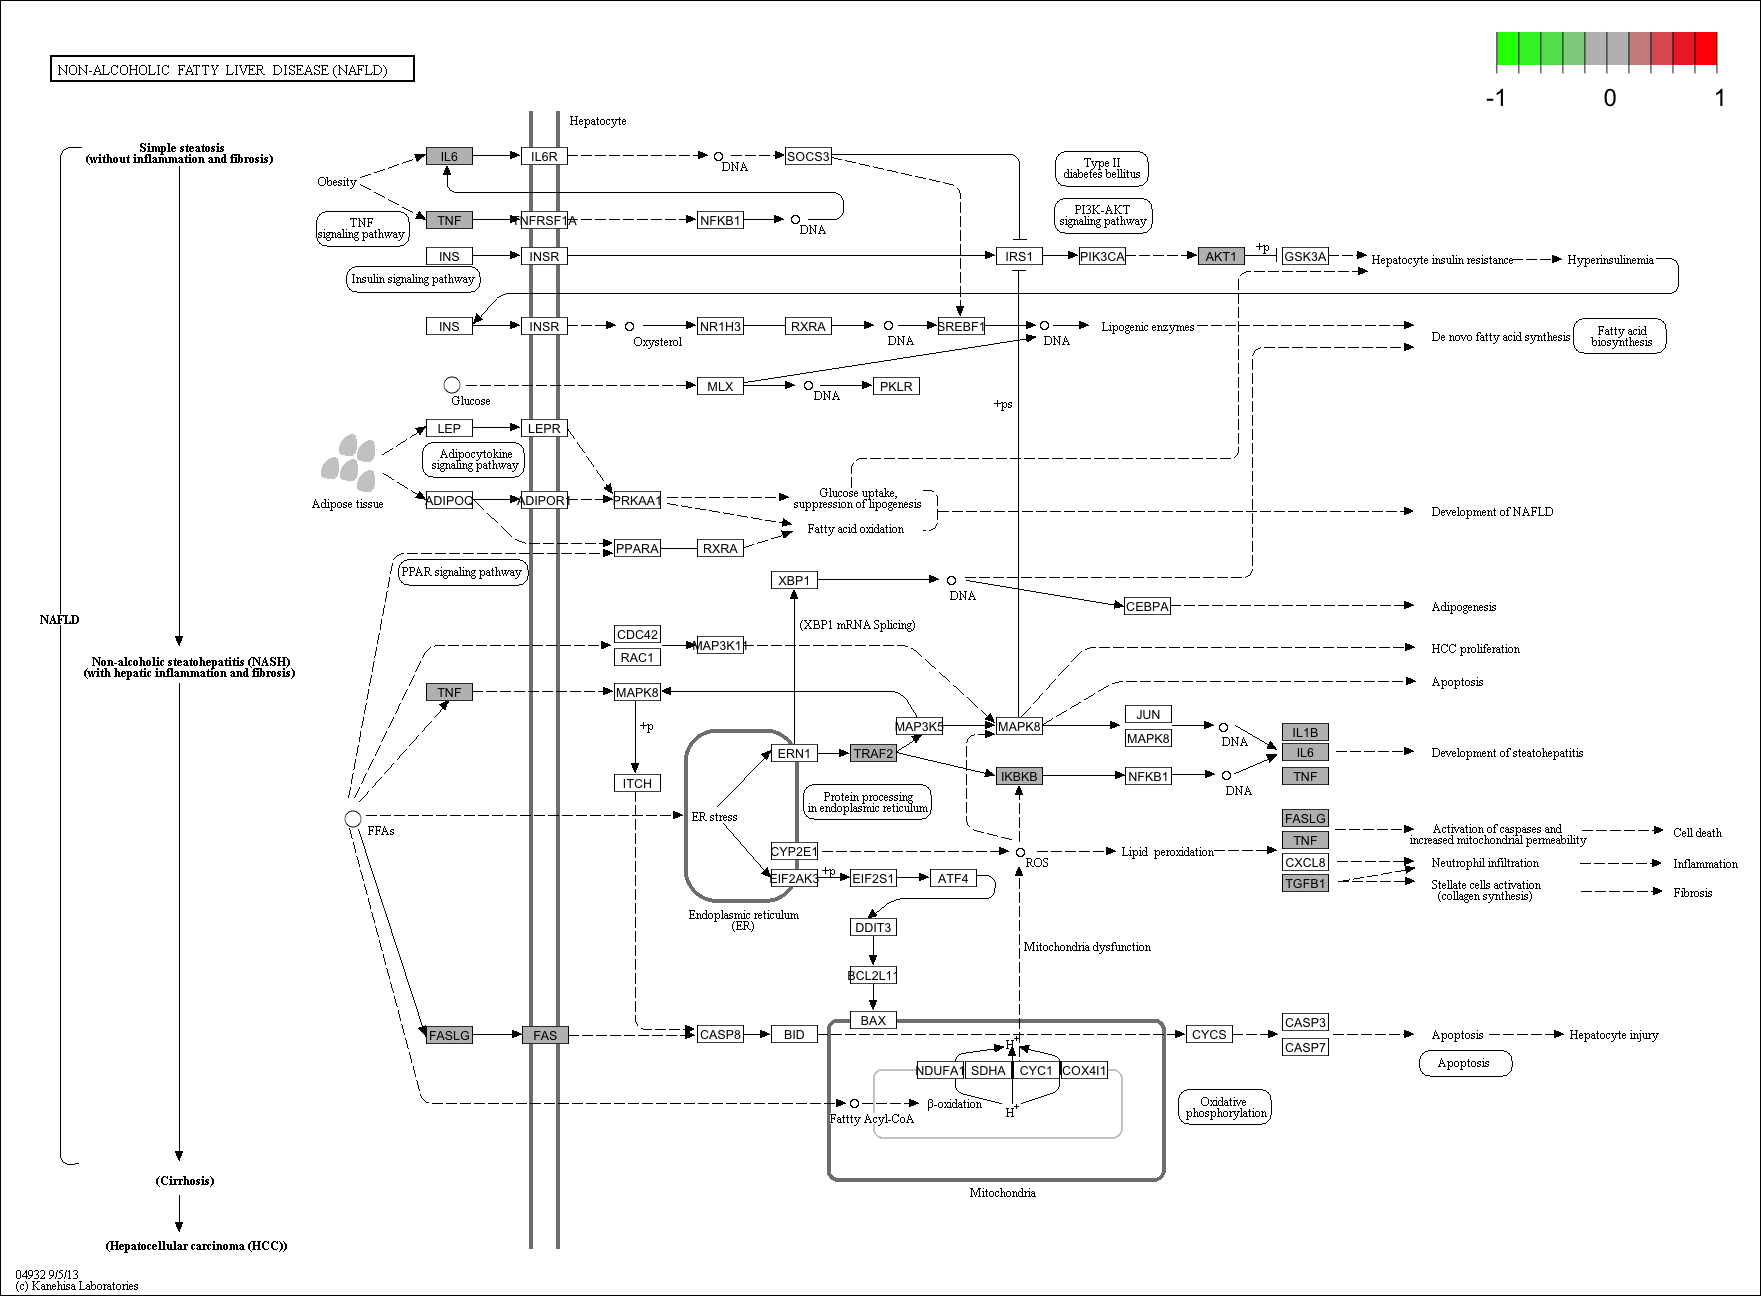 NON-ALCOHOLIC FATTY LIVER DISEASE (NAFLD)
-1
0
1
Hepatocyte
Simple steatosis
(without inflammation and fibrosis)
IL6
IL6R
DNA
SOCS3
Type II
diabetes bellitus
Obesity
TNF
signaling pathway
TNF
TNFRSF1A
NFKB1
DNA
PI3K-AKT
signaling pathway
INS
INSR
IRS1
PIK3CA
AKT1
+p
GSK3A
Hepatocyte insulin resistance
Hyperinsulinemia
Insulin signaling pathway
INS
INSR
Oxysterol
NR1H3
RXRA
DNA
SREBF1
DNA
Lipogenic enzymes
De novo fatty acid synthesis
Fatty acid
biosynthesis
Glucose
MLX
DNA
PKLR
+ps
LEP
LEPR
Adipocytokine
signaling pathway
Adipose tissue
ADIPOQ
ADIPOR1
PRKAA1
Glucose uptake,
suppression of lipogenesis
Fatty acid oxidation
Development of NAFLD
PPARA
RXRA
PPAR signaling pathway
XBP1
DNA
CEBPA
Adipogenesis
NAFLD
(XBP1 mRNA Splicing)
CDC42
RAC1
MAP3K11
HCC proliferation
Non-alcoholic steatohepatitis (NASH)
(with hepatic inflammation and fibrosis)
Apoptosis
TNF
MAPK8
+p
MAP3K5
MAPK8
JUN
MAPK8
DNA
IL1B
IL6
TNF
Development of steatohepatitis
ERN1
TRAF2
IKBKB
NFKB1
DNA
ITCH
Protein processing
in endoplasmic reticulum
FFAs
ER stress
FASLG
TNF
CXCL8
TGFB1
Activation of caspases and
increased mitochondrial permeability
Cell death
CYP2E1
ROS
Lipid peroxidation
Neutrophil infiltration
Inflammation
EIF2AK3
+p
EIF2S1
ATF4
Stellate cells activation
(collagen synthesis)
Fibrosis
Endoplasmic reticulum
(ER)
DDIT3
Mitochondria dysfunction
BCL2L11
BAX
FASLG
FAS
CASP8
BID
CYCS
CASP3
CASP7
Apoptosis
Hepatocyte injury
Apoptosis
H+
NDUFA1
SDHA
CYC1
COX4I1
β-oxidation
H+
Fattty Acyl-CoA
Oxidative
phosphorylation
Mitochondria
(Cirrhosis)
(Hepatocellular carcinoma (HCC))
04932 9/5/13
(c) Kanehisa Laboratories